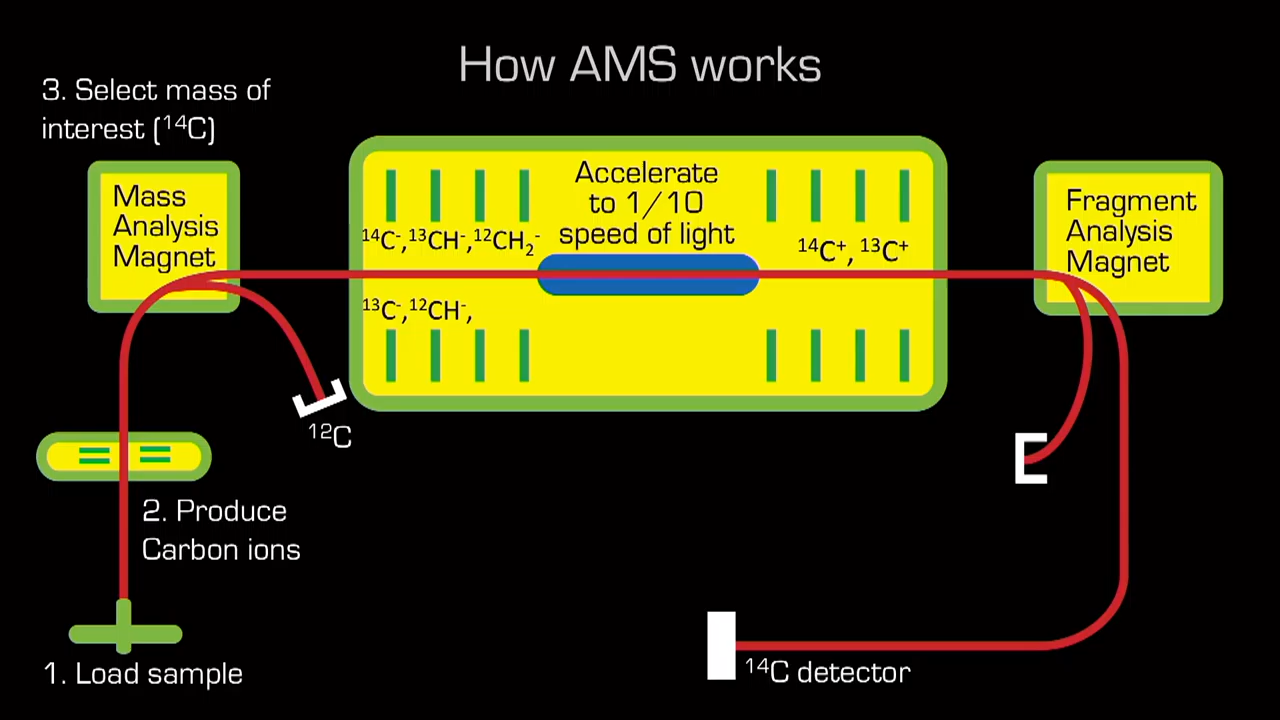 How AMS works
3. Select mass of
interest (¹⁴C)
Mass
Analysis
Magnet
Accelerate
to 1/10
speed of light
¹⁴C⁻,¹³CH⁻,¹²CH₂⁻
¹³C⁻,¹²CH⁻,
¹⁴C⁺, ¹³C⁺
Fragment
Analysis
Magnet
¹²C
2. Produce
Carbon ions
1. Load sample
¹⁴C detector